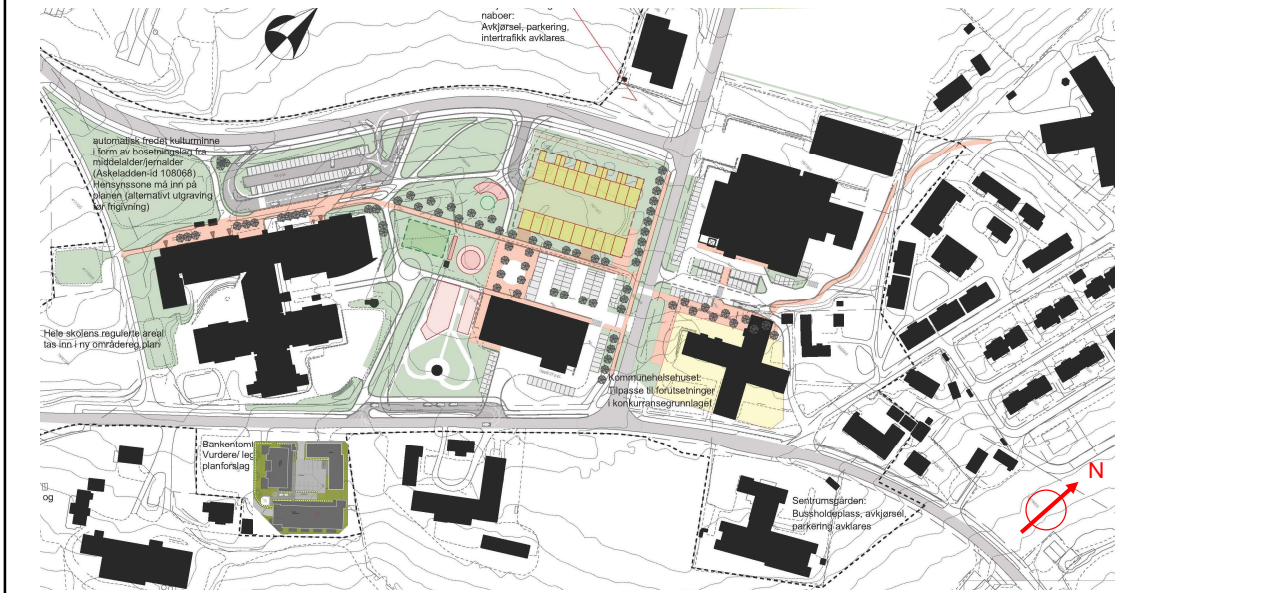 naboer:
Avkjørsel, parkering,
intertrafikk avklares
automatisk fredet kulturminne
i form av bosetningslag fra
middelalder/jernalder
(Askeladden-id 108068)
Hensynssone må inn på
planen (alternativt utgraving
før frigivning)
Hele skolens regulerte areal
tas inn i ny områdereg.plan
Kommunehelsehuset:
Tilpasse til forutsetninger
i konkurransegrunnlaget
Vurdere/ leg
planforslag
og
N
Sentrumsgården:
Bussholdeplass, avkjørsel,
parkering avklares